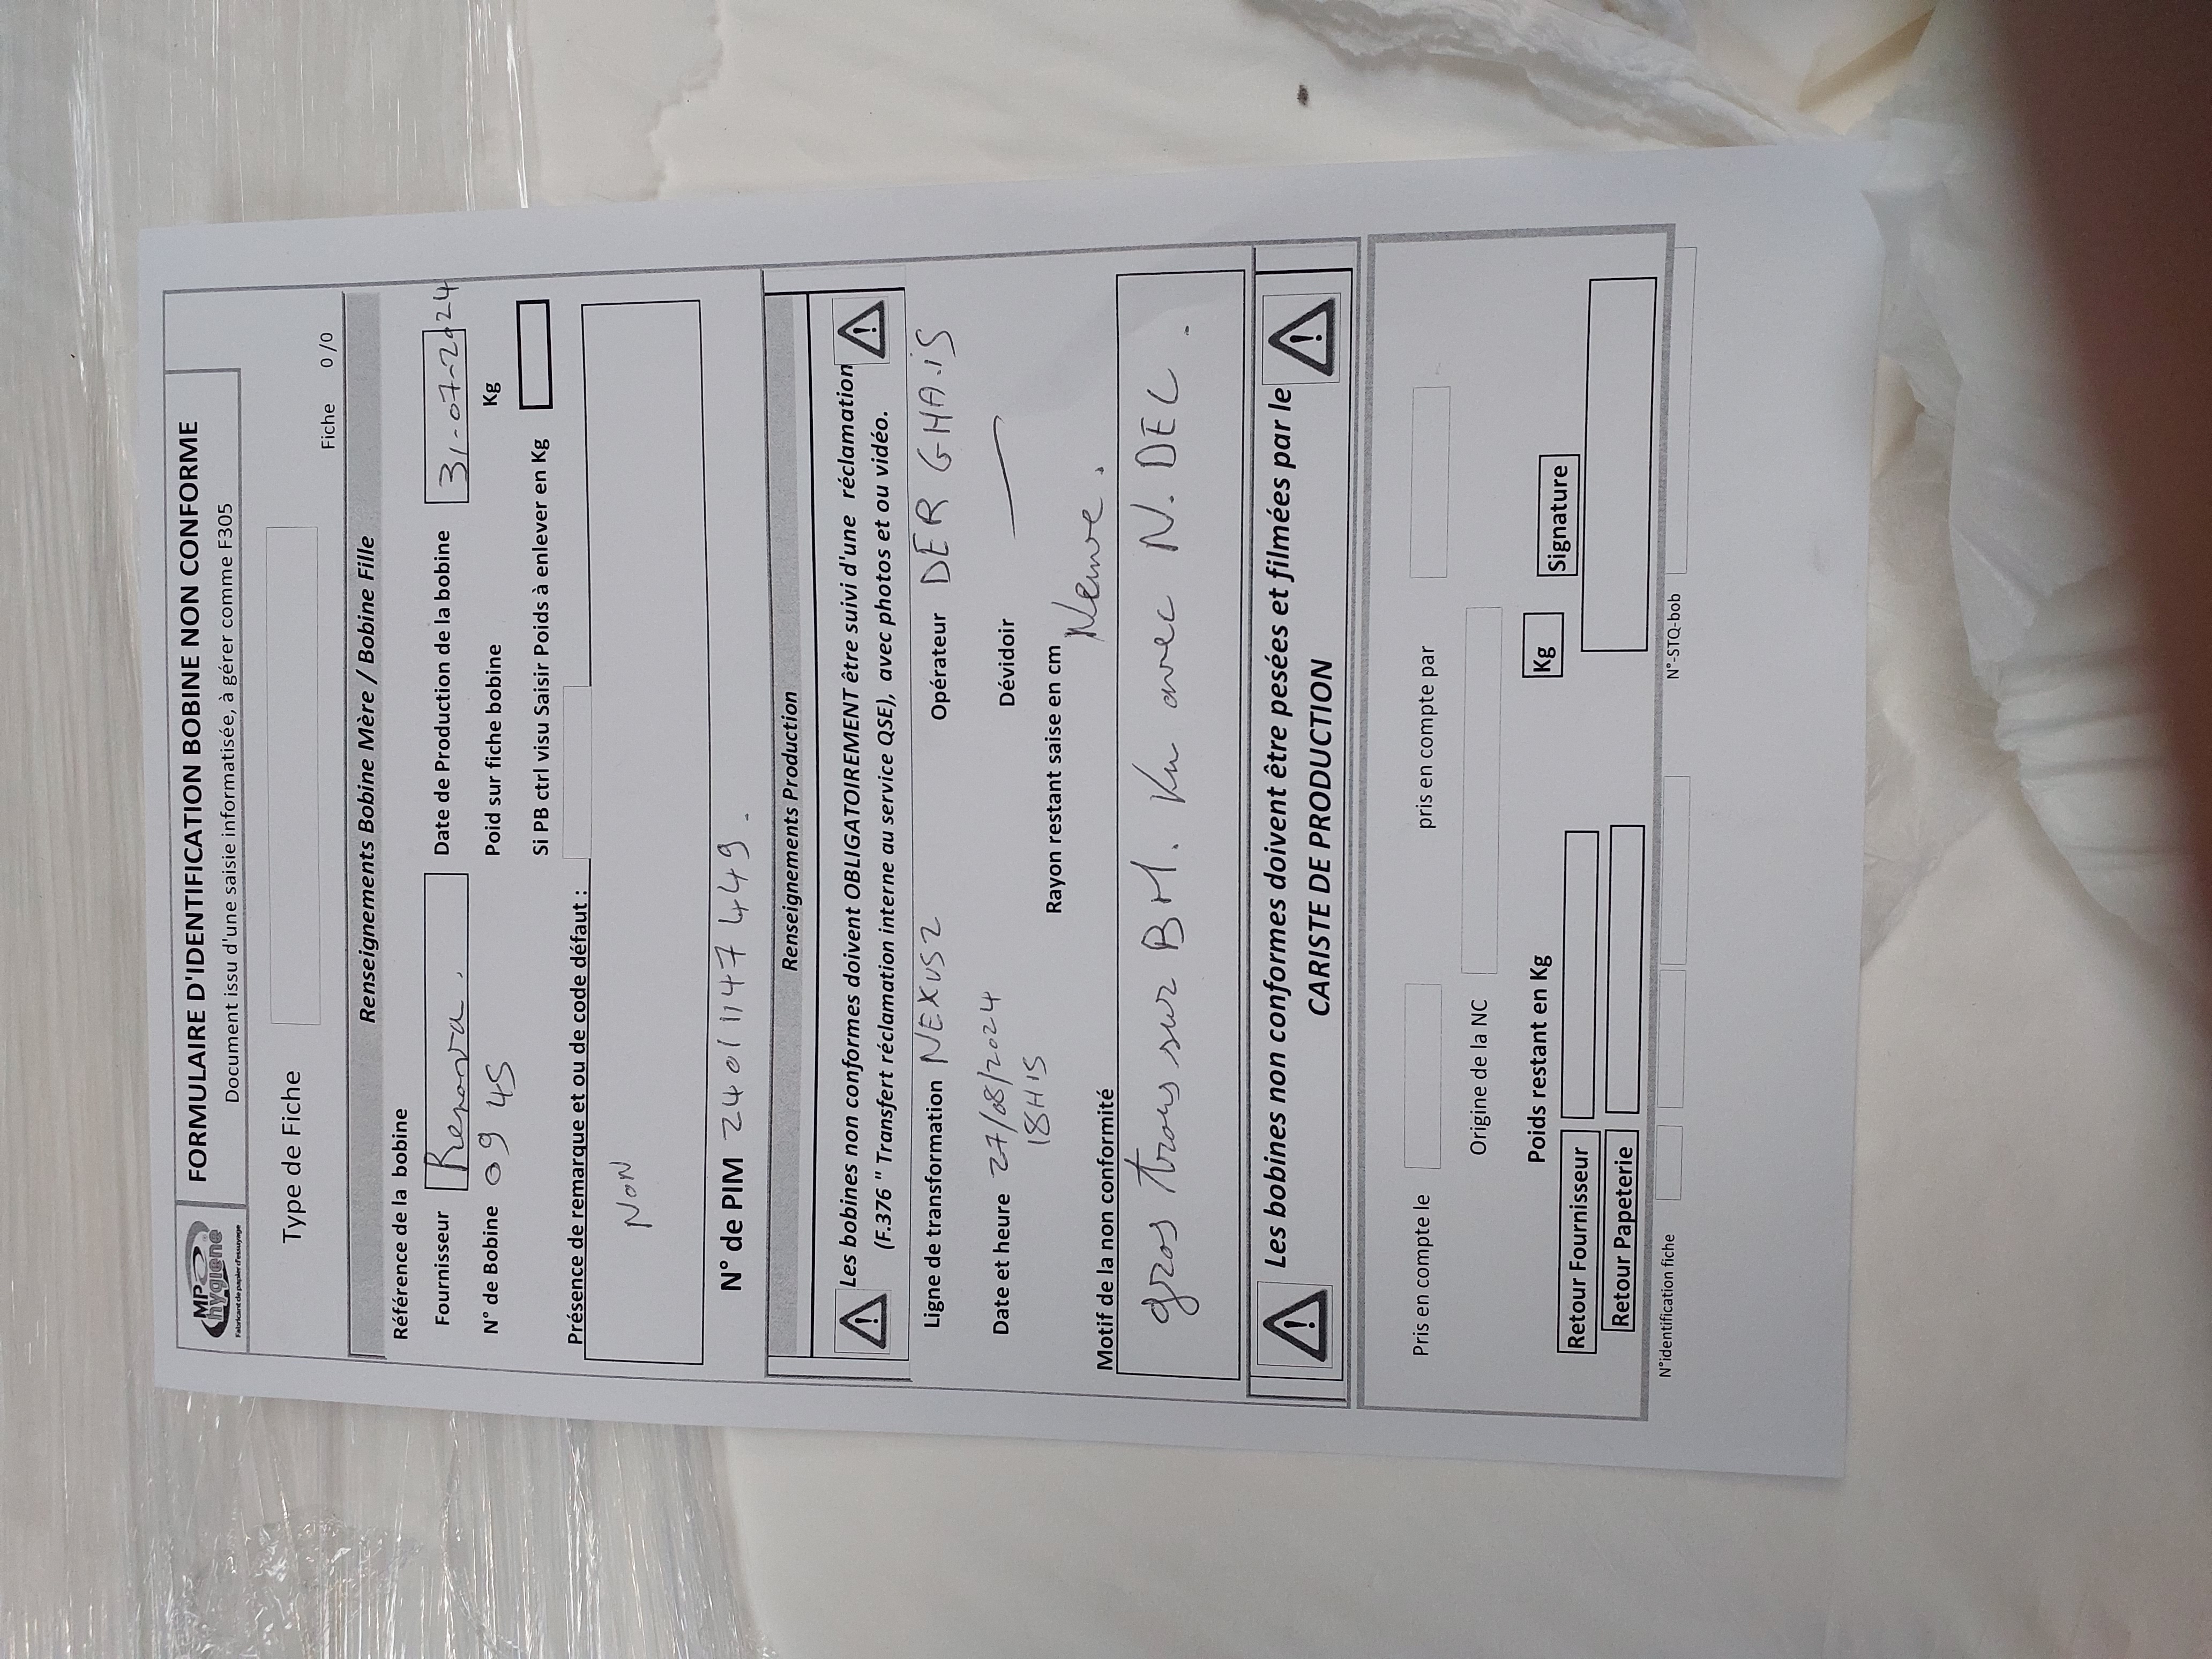 MP hygiene
Fabricant de papier d'essuyage
FORMULAIRE D'IDENTIFICATION BOBINE NON CONFORME
Document issu d'une saisie informatisée, à gérer comme F305
Type de Fiche
Fiche 0 /0
Renseignements Bobine Mère / Bobine Fille
Référence de la bobine
Fournisseur Renova. Date de Production de la bobine 31-07-2024
N° de Bobine 09 45 Poid sur fiche bobine Kg
Si PB ctrl visu Saisir Poids à enlever en Kg
Présence de remarque et ou de code défaut :
NON
N° de PIM 24011147449.
Renseignements Production
Les bobines non conformes doivent OBLIGATOIREMENT être suivi d'une réclamation
(F.376 " Transfert réclamation interne au service QSE), avec photos et ou vidéo.
Ligne de transformation NEXUS2 Opérateur DER GHAiS
Date et heure 27/08/2024 Dévidoir —
18H15
Rayon restant saise en cm Neuve.
Motif de la non conformité
gros trous sur BM. Vu avec N. DEC.
Les bobines non conformes doivent être pesées et filmées par le
CARISTE DE PRODUCTION
Pris en compte le pris en compte par
Origine de la NC
Poids restant en Kg Kg Signature
Retour Fournisseur
Retour Papeterie
N°identification fiche N°-STQ-bob